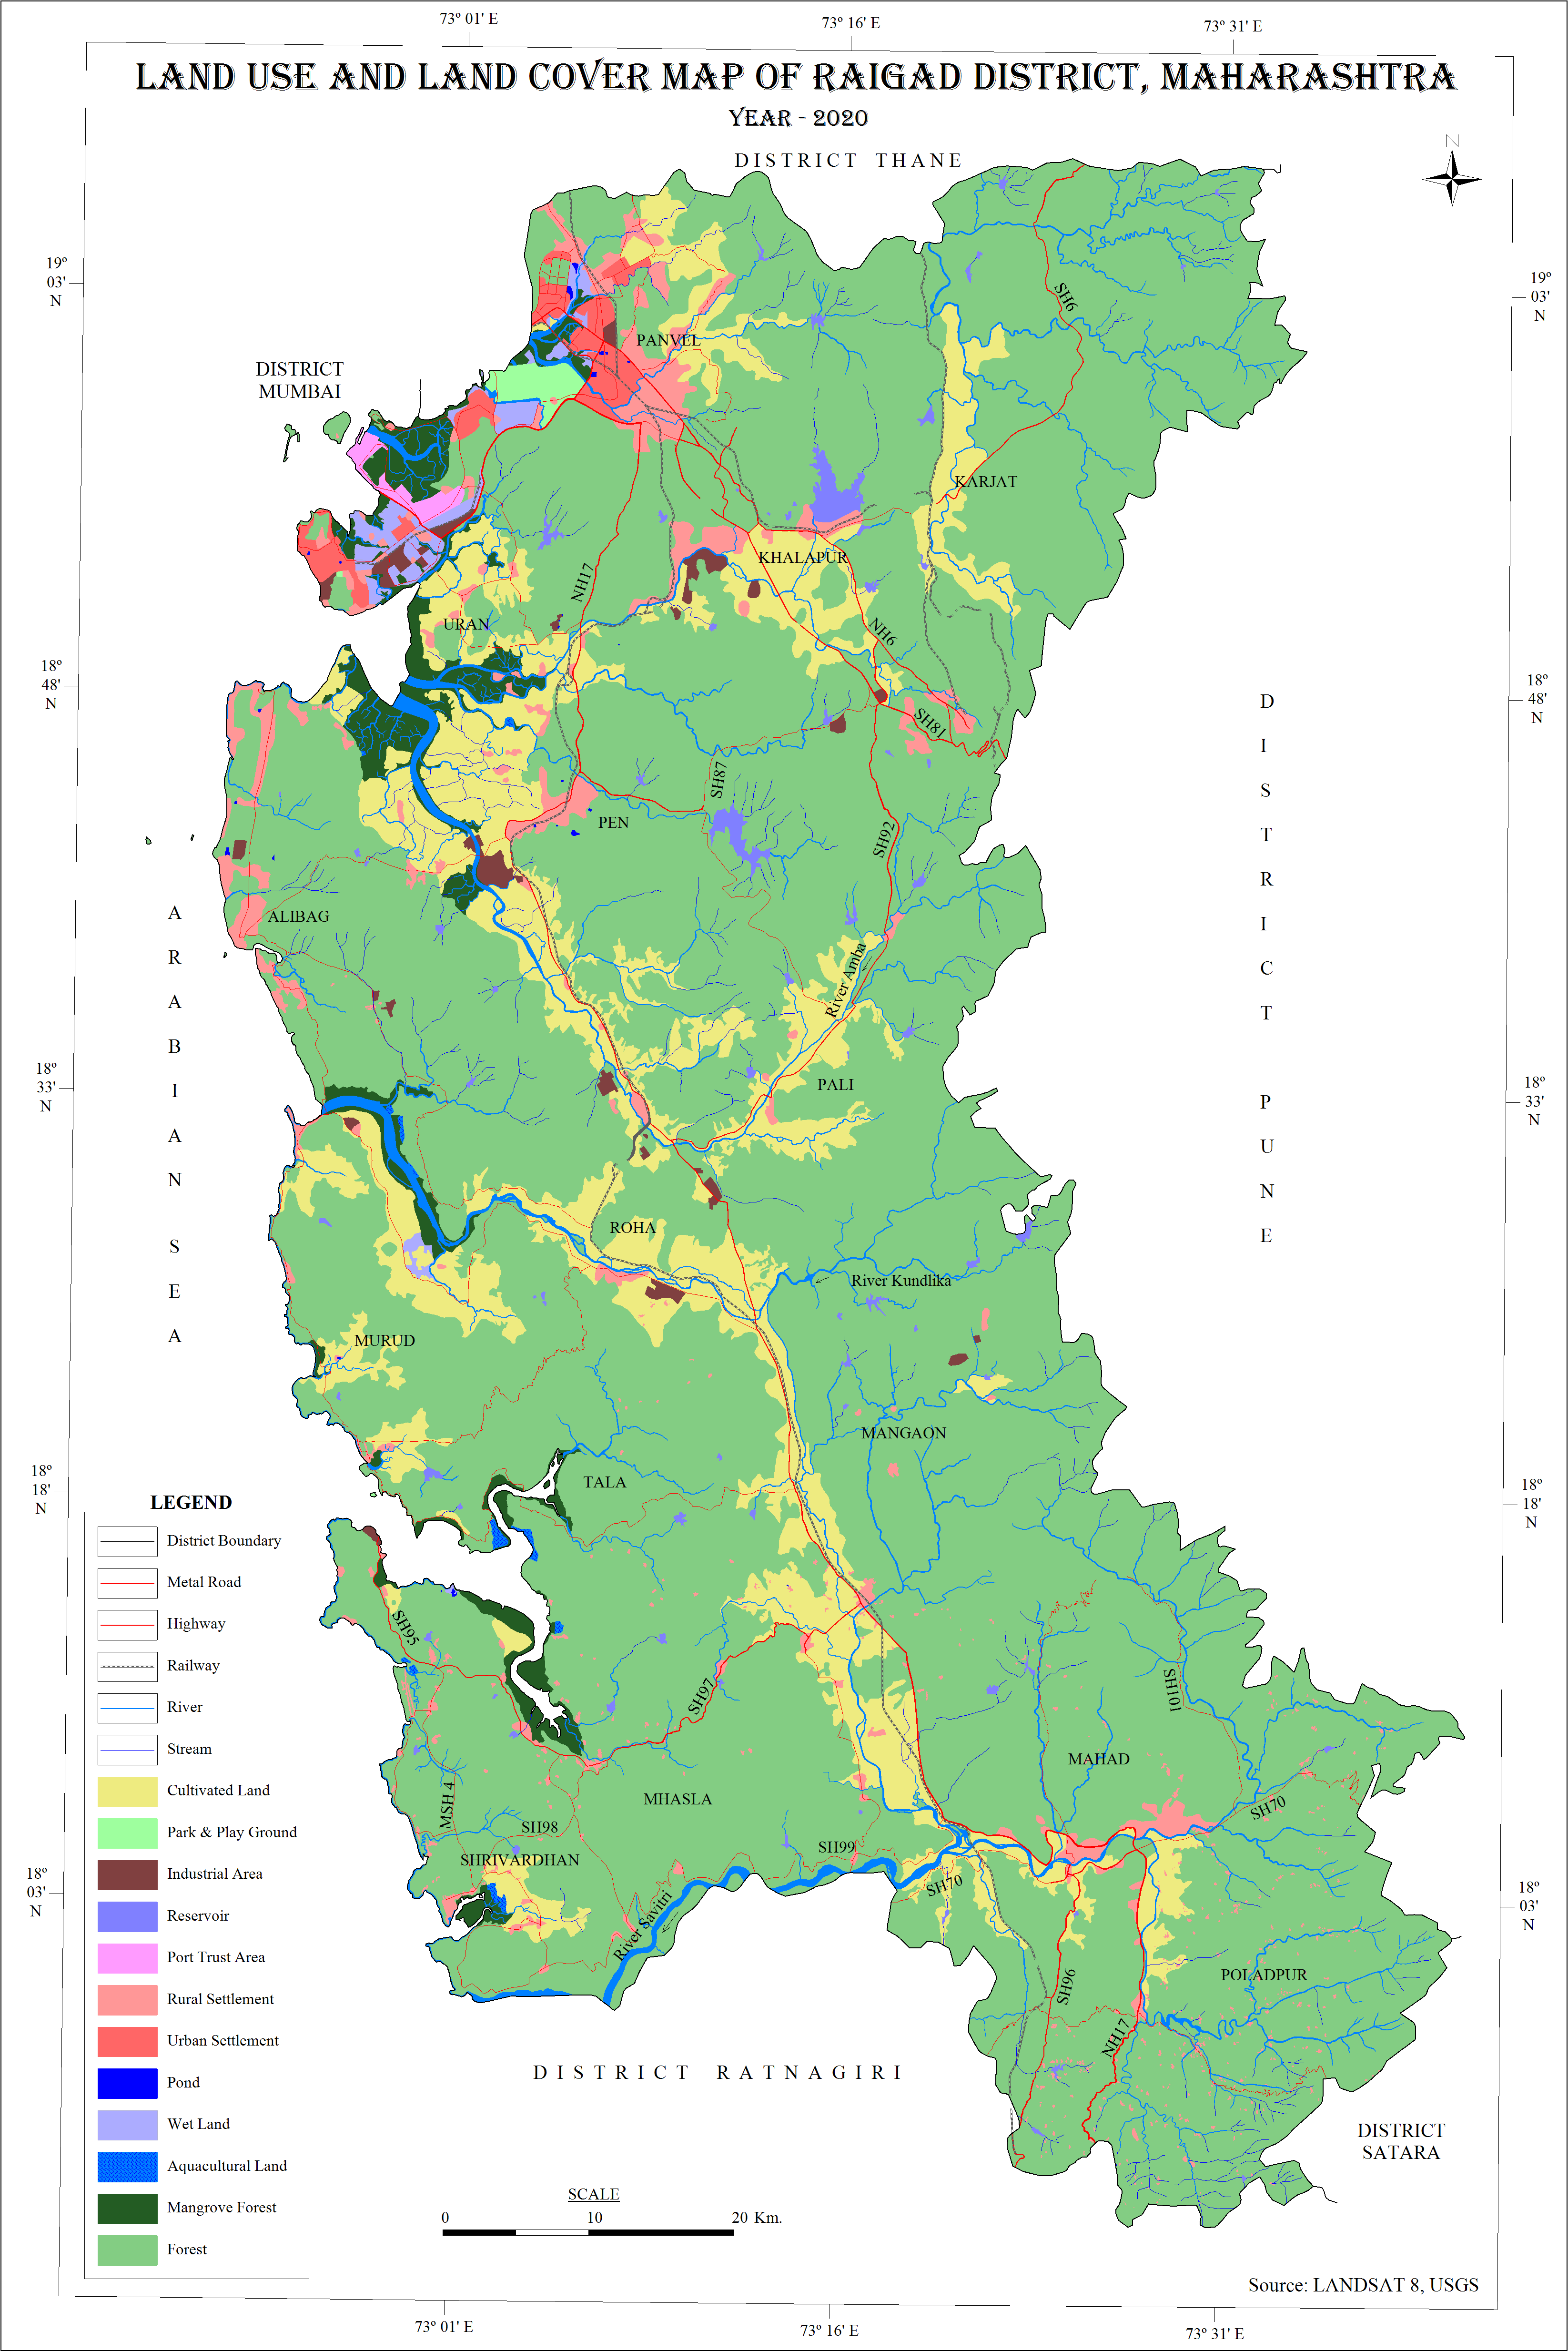 73º 01' E
73º 16' E
73º 31' E
LAND USE AND LAND COVER MAP OF RAIGAD DISTRICT, MAHARASHTRA
YEAR - 2020
DISTRICT THANE
N
19º
03'
N
19º
03'
N
SH6
PANVEL
DISTRICT
MUMBAI
KARJAT
KHALAPUR
NH17
URAN
NH6
18º
48'
N
18º
48'
N
SH81
SH87
PEN
SH92
DISTRICT PUNE
ALIBAG
ARABIAN SEA
River Amba
18º
33'
N
PALI
18º
33'
N
ROHA
River Kundlika
MURUD
MANGAON
TALA
18º
18'
N
18º
18'
N
SH95
SH97
SH101
MAHAD
MSH 4
MHASLA
SH98
SH99
SH70
SHRIVARDHAN
SH70
River Savitri
18º
03'
N
18º
03'
N
SH96
POLADPUR
NH17
DISTRICT RATNAGIRI
DISTRICT
SATARA
LEGEND
District Boundary
Metal Road
Highway
Railway
River
Stream
Cultivated Land
Park & Play Ground
Industrial Area
Reservoir
Port Trust Area
Rural Settlement
Urban Settlement
Pond
Wet Land
Aquacultural Land
Mangrove Forest
Forest
SCALE
0 10 20 Km.
Source: LANDSAT 8, USGS
73º 01' E
73º 16' E
73º 31' E